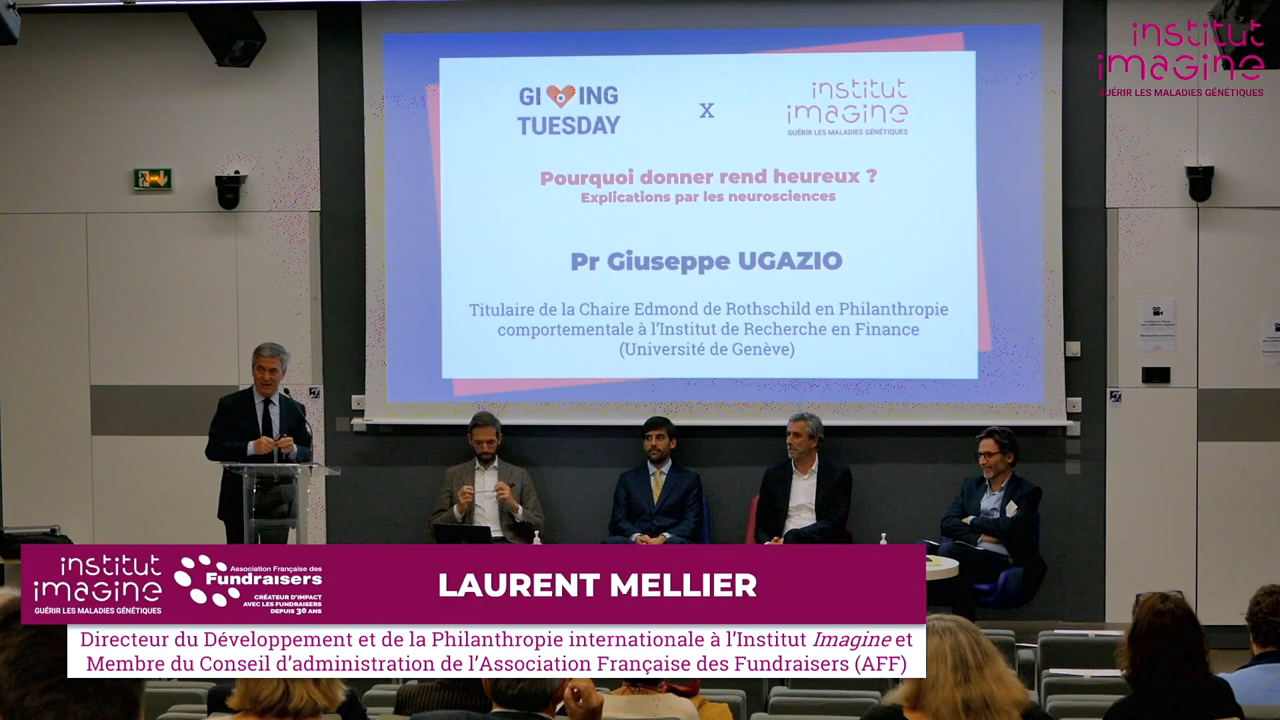 institut
imagine
GUÉRIR LES MALADIES GÉNÉTIQUES
GIVING
TUESDAY
x
institut
imagine
GUÉRIR LES MALADIES GÉNÉTIQUES
Pourquoi donner rend heureux ?
Explications par les neurosciences
Pr Giuseppe UGAZIO
Titulaire de la Chaire Edmond de Rothschild en Philanthropie
comportementale à l'Institut de Recherche en Finance
(Université de Genève)
institut
imagine
GUÉRIR LES MALADIES GÉNÉTIQUES
Association Française des
Fundraisers
CRÉATEUR D'IMPACT
AVEC LES FUNDRAISERS
DEPUIS 30 ANS
LAURENT MELLIER
Directeur du Développement et de la Philanthropie internationale à l'Institut Imagine et
Membre du Conseil d'administration de l'Association Française des Fundraisers (AFF)